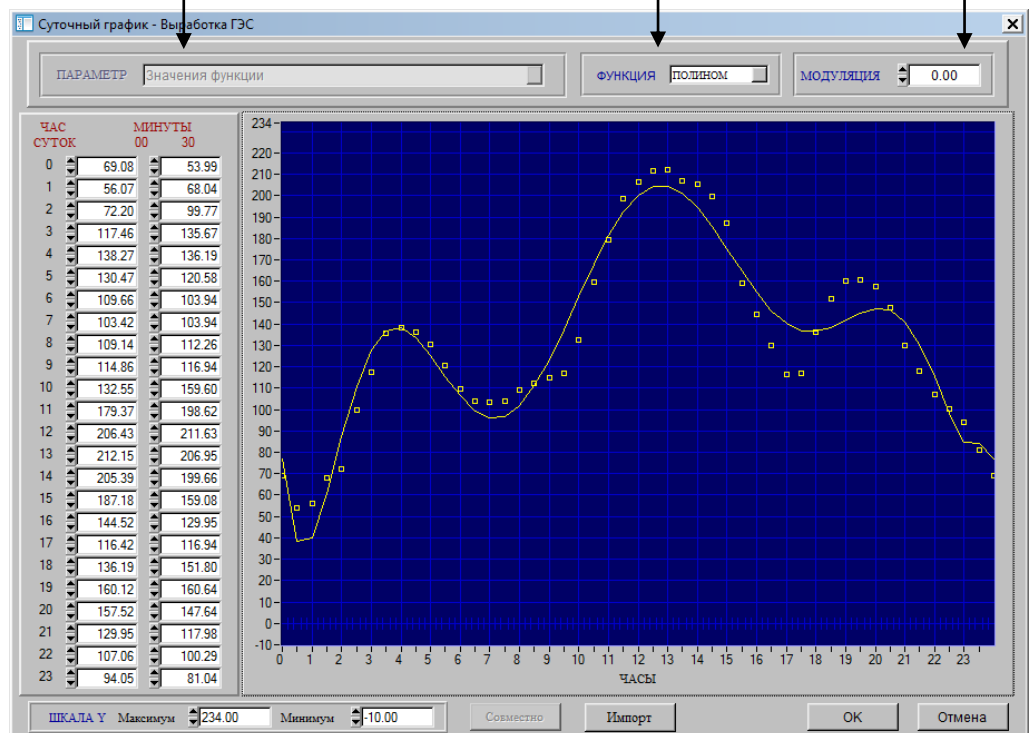 Суточный график - Выработка ГЭС
ПАРАМЕТР Значения функции ФУНКЦИЯ ПОЛИНОМ МОДУЛЯЦИЯ 0.00
ЧАС МИНУТЫ
СУТОК 00 30
0 69.08 53.99
1 56.07 68.04
2 72.20 99.77
3 117.46 135.67
4 138.27 136.19
5 130.47 120.58
6 109.66 103.94
7 103.42 103.94
8 109.14 112.26
9 114.86 116.94
10 132.55 159.60
11 179.37 198.62
12 206.43 211.63
13 212.15 206.95
14 205.39 199.66
15 187.18 159.08
16 144.52 129.95
17 116.42 116.94
18 136.19 151.80
19 160.12 160.64
20 157.52 147.64
21 129.95 117.98
22 107.06 100.29
23 94.05 81.04
234
220
210
200
190
180
170
160
150
140
130
120
110
100
90
80
70
60
50
40
30
20
10
0
-10
0 1 2 3 4 5 6 7 8 9 10 11 12 13 14 15 16 17 18 19 20 21 22 23
ЧАСЫ
ШКАЛА Y Максимум 234.00 Минимум -10.00 Совместно Импорт OK Отмена